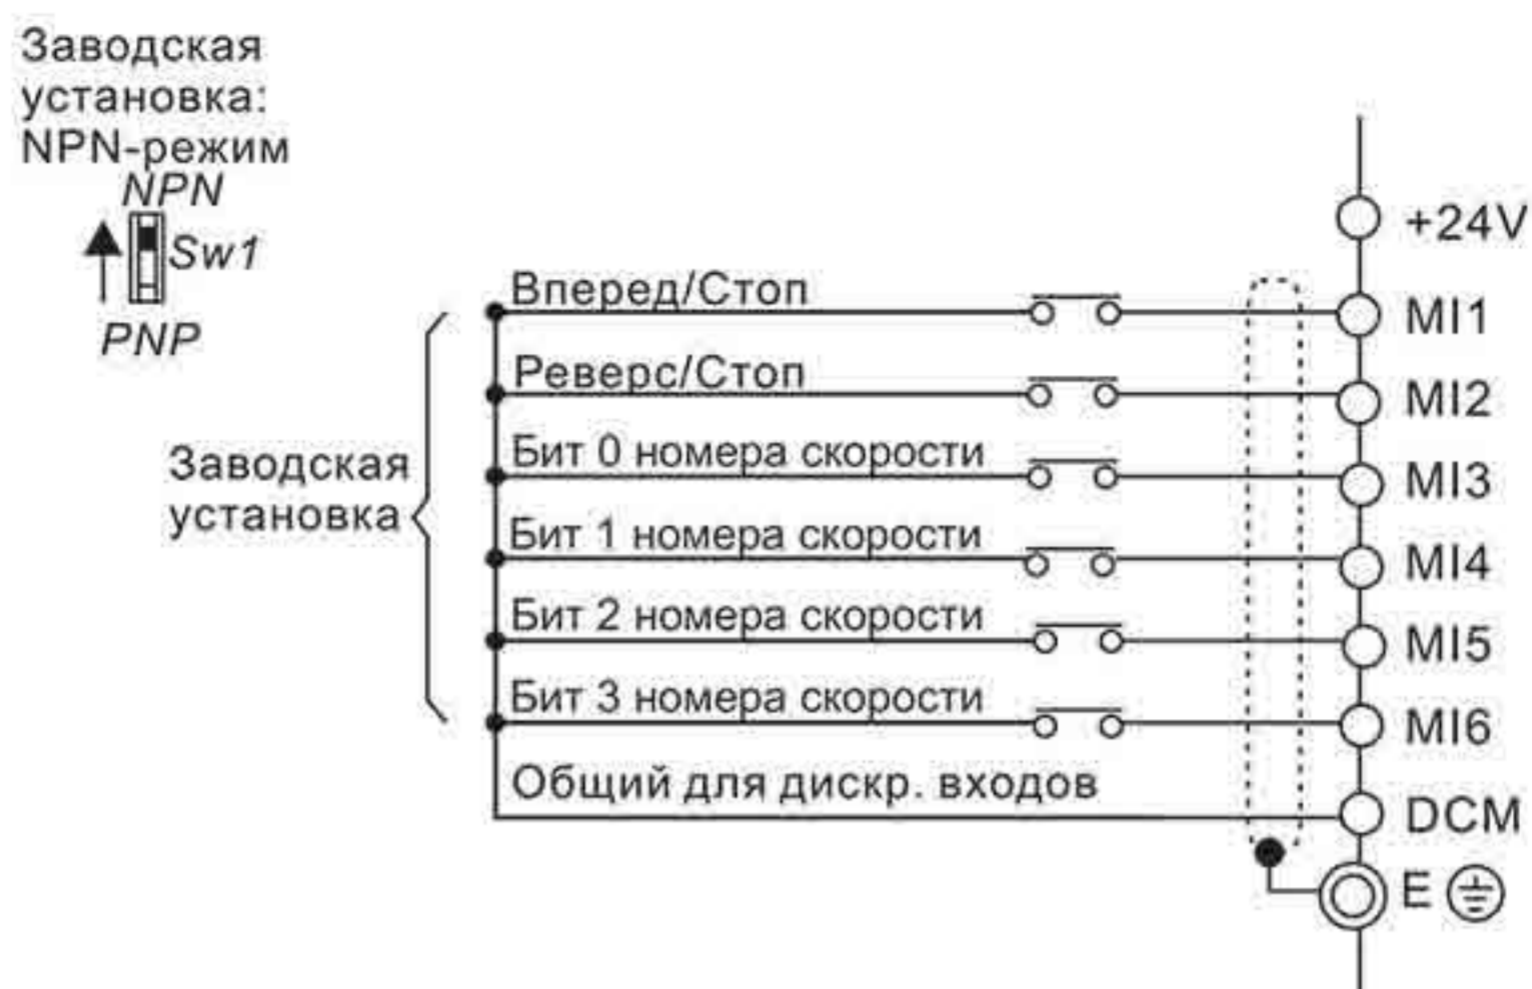 Заводская
установка:
NPN-режим
NPN
Sw1
PNP
+24V
Вперед/Стоп
MI1
Реверс/Стоп
MI2
Бит 0 номера скорости
MI3
Заводская
установка
Бит 1 номера скорости
MI4
Бит 2 номера скорости
MI5
Бит 3 номера скорости
MI6
Общий для дискр. входов
DCM
E